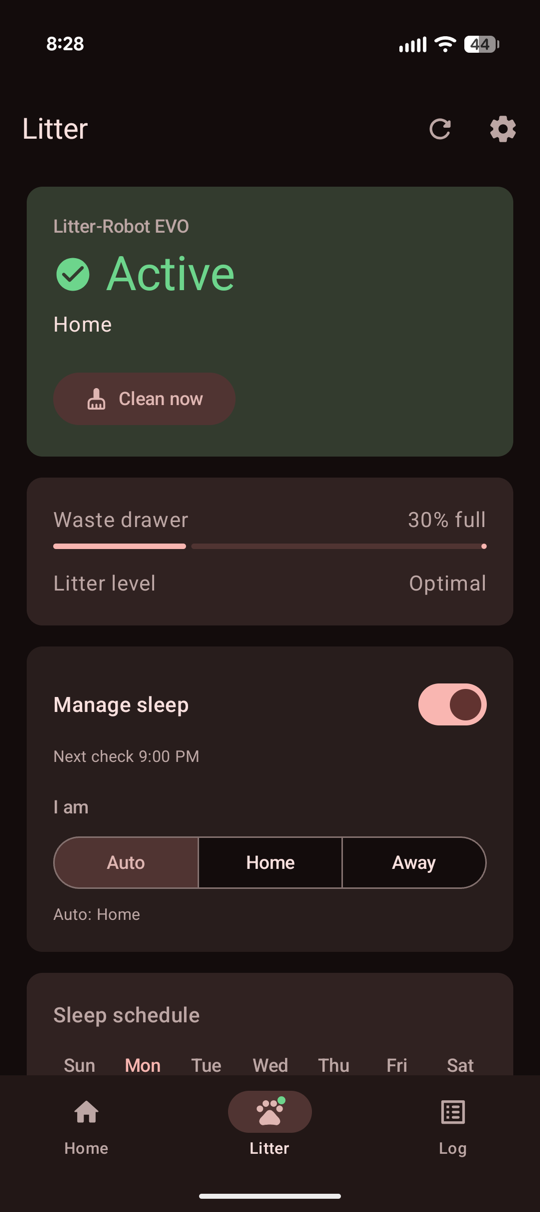 8:28
44
Litter
Litter-Robot EVO
Active
Home
Clean now
Waste drawer 30% full
Litter level Optimal
Manage sleep
Next check 9:00 PM
I am
Auto Home Away
Auto: Home
Sleep schedule
Sun Mon Tue Wed Thu Fri Sat
Home Litter Log